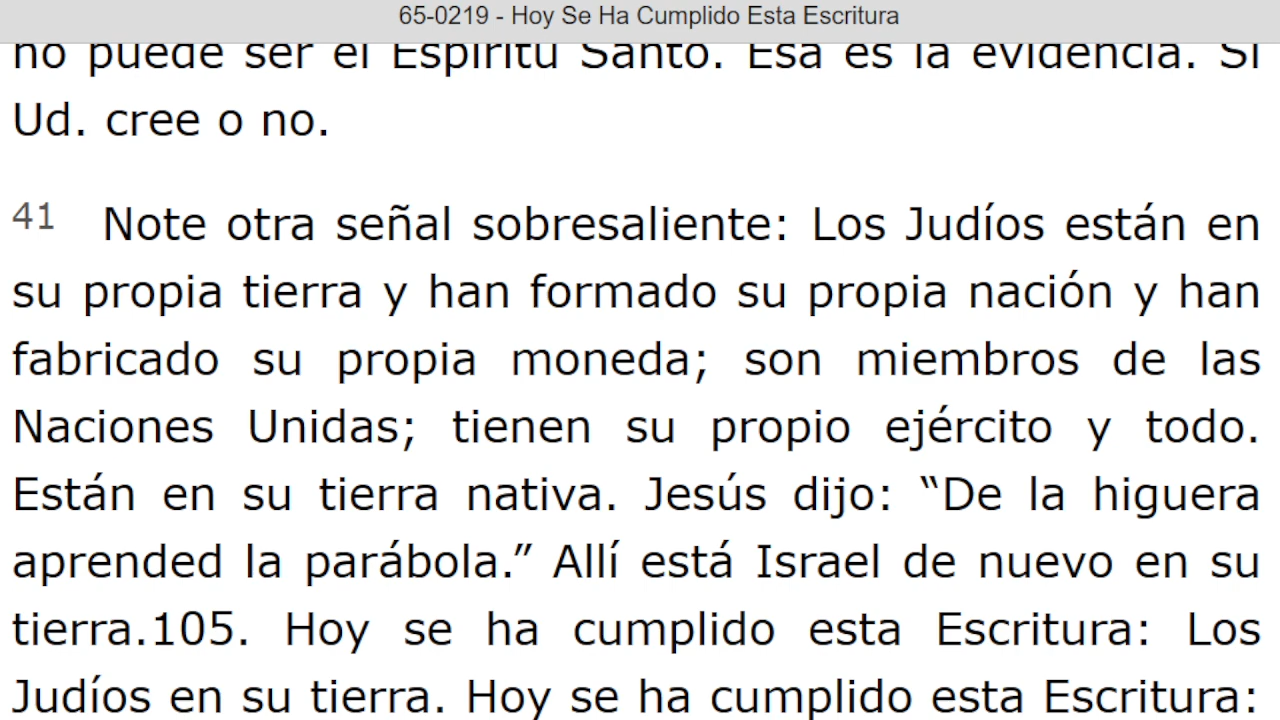 65-0219 - Hoy Se Ha Cumplido Esta Escritura
no puede ser el Espíritu Santo. Esa es la evidencia. Si
Ud. cree o no.
41 Note otra señal sobresaliente: Los Judíos están en
su propia tierra y han formado su propia nación y han
fabricado su propia moneda; son miembros de las
Naciones Unidas; tienen su propio ejército y todo.
Están en su tierra nativa. Jesús dijo: “De la higuera
aprended la parábola.” Allí está Israel de nuevo en su
tierra.105. Hoy se ha cumplido esta Escritura: Los
Judíos en su tierra. Hoy se ha cumplido esta Escritura: